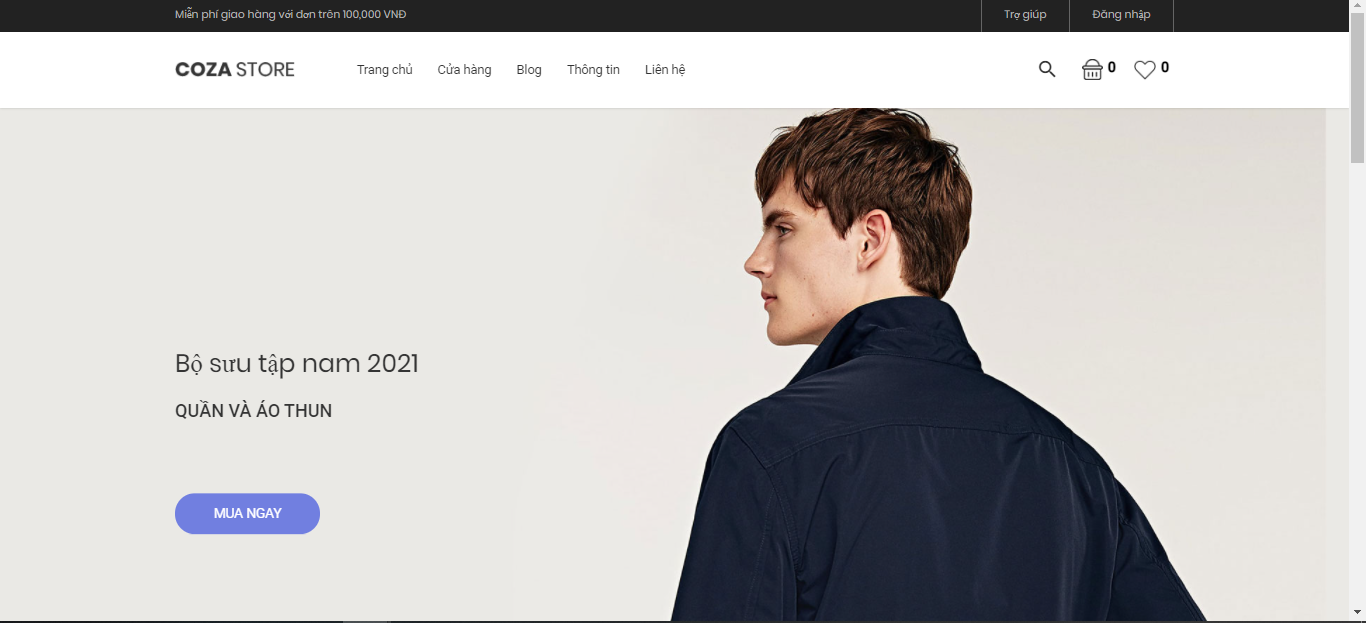 Miễn phí giao hàng với đơn trên 100,000 VNĐ
Trợ giúp
Đăng nhập
COZA STORE
Trang chủ
Cửa hàng
Blog
Thông tin
Liên hệ
0
0
Bộ sưu tập nam 2021
QUẦN VÀ ÁO THUN
MUA NGAY